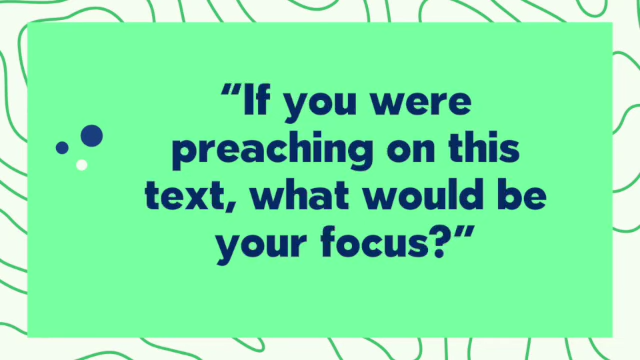 “If you were
preaching on this
text, what would be
your focus?”